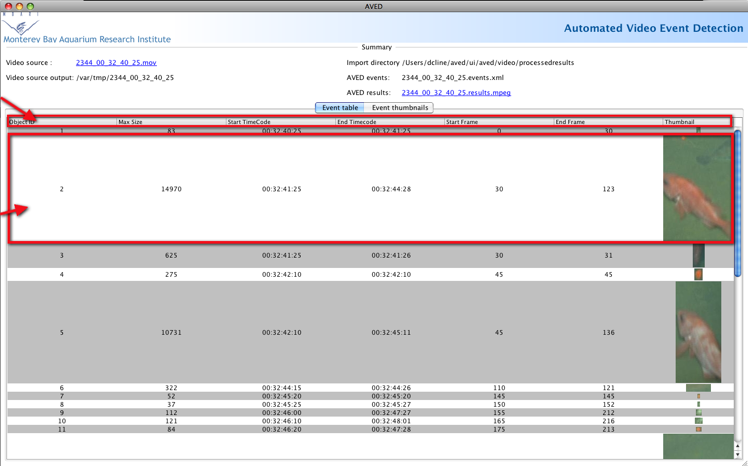 AVED
MBARI
Monterey Bay Aquarium Research Institute
Automated Video Event Detection
Summary
Video source : 2344_00_32_40_25.mov Import directory /Users/dcline/aved/ui/aved/video/processedresults
Video source output: /var/tmp/2344_00_32_40_25 AVED events: 2344_00_32_40_25.events.xml
AVED results: 2344_00_32_40_25.results.mpeg
Event table Event thumbnails
Object ID Max Size Start TimeCode End Timecode Start Frame End Frame Thumbnail
1 83 00:32:40:25 00:32:41:25 0 30
2 14970 00:32:41:25 00:32:44:28 30 123
3 625 00:32:41:25 00:32:41:26 30 31
4 275 00:32:42:10 00:32:42:10 45 45
5 10731 00:32:42:10 00:32:45:11 45 136
6 322 00:32:44:15 00:32:44:26 110 121
7 52 00:32:45:20 00:32:45:20 145 145
8 37 00:32:45:25 00:32:45:27 150 152
9 112 00:32:46:00 00:32:47:27 155 212
10 121 00:32:46:10 00:32:48:01 165 216
11 84 00:32:46:20 00:32:47:28 175 213